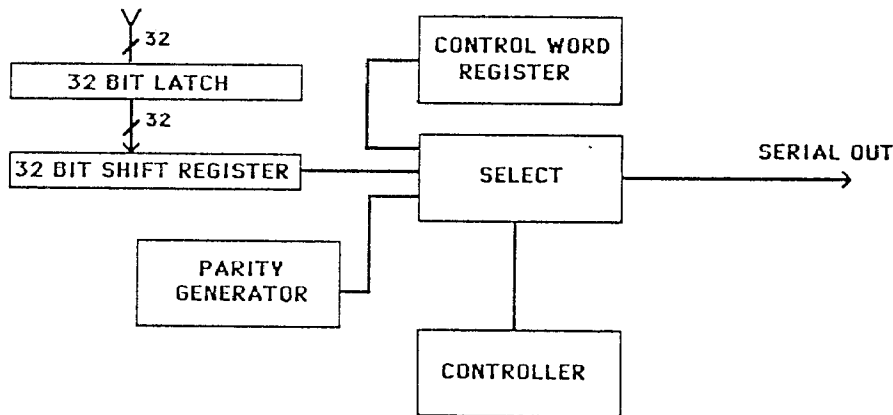 32
32 BIT LATCH
32
32 BIT SHIFT REGISTER
CONTROL WORD
REGISTER
SELECT
SERIAL OUT
PARITY
GENERATOR
CONTROLLER